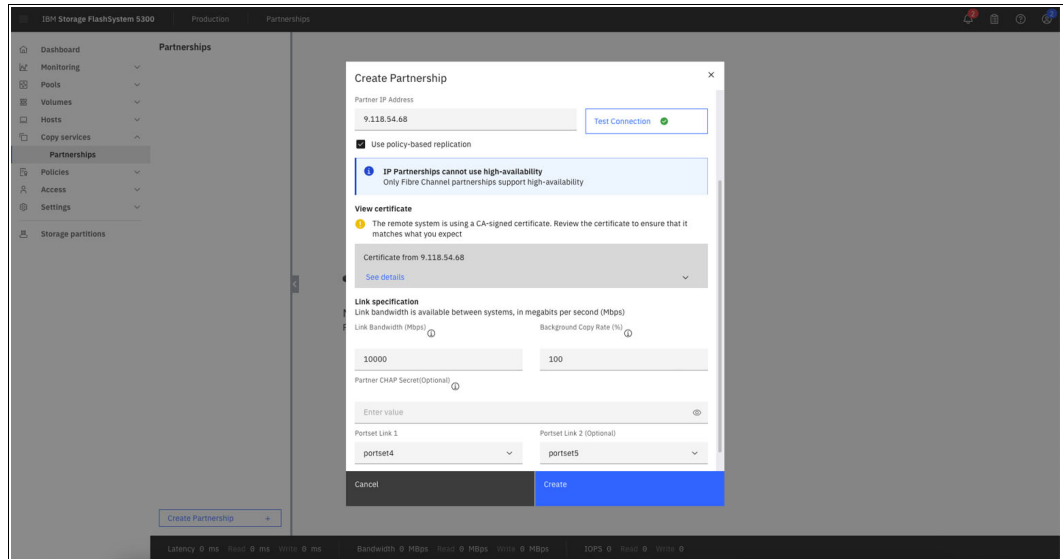 IBM Storage FlashSystem 5300
Production
Partnerships
2
2
Dashboard
Monitoring
Pools
Volumes
Hosts
Copy services
Partnerships
Policies
Access
Settings
Storage partitions
Partnerships
Create Partnership +
Create Partnership
Partner IP Address
9.118.54.68
Test Connection
Use policy-based replication
IP Partnerships cannot use high-availability
Only Fibre Channel partnerships support high-availability
View certificate
The remote system is using a CA-signed certificate. Review the certificate to ensure that it
matches what you expect
Certificate from 9.118.54.68
See details
Link specification
Link bandwidth is available between systems, in megabits per second (Mbps)
Link Bandwidth (Mbps)
Background Copy Rate (%)
10000
100
Partner CHAP Secret(Optional)
Enter value
Portset Link 1
Portset Link 2 (Optional)
portset4
portset5
Cancel
Create
Latency 0 ms Read 0 ms Write 0 ms
Bandwidth 0 MBps Read 0 MBps Write 0 MBps
IOPS 0 Read 0 Write 0